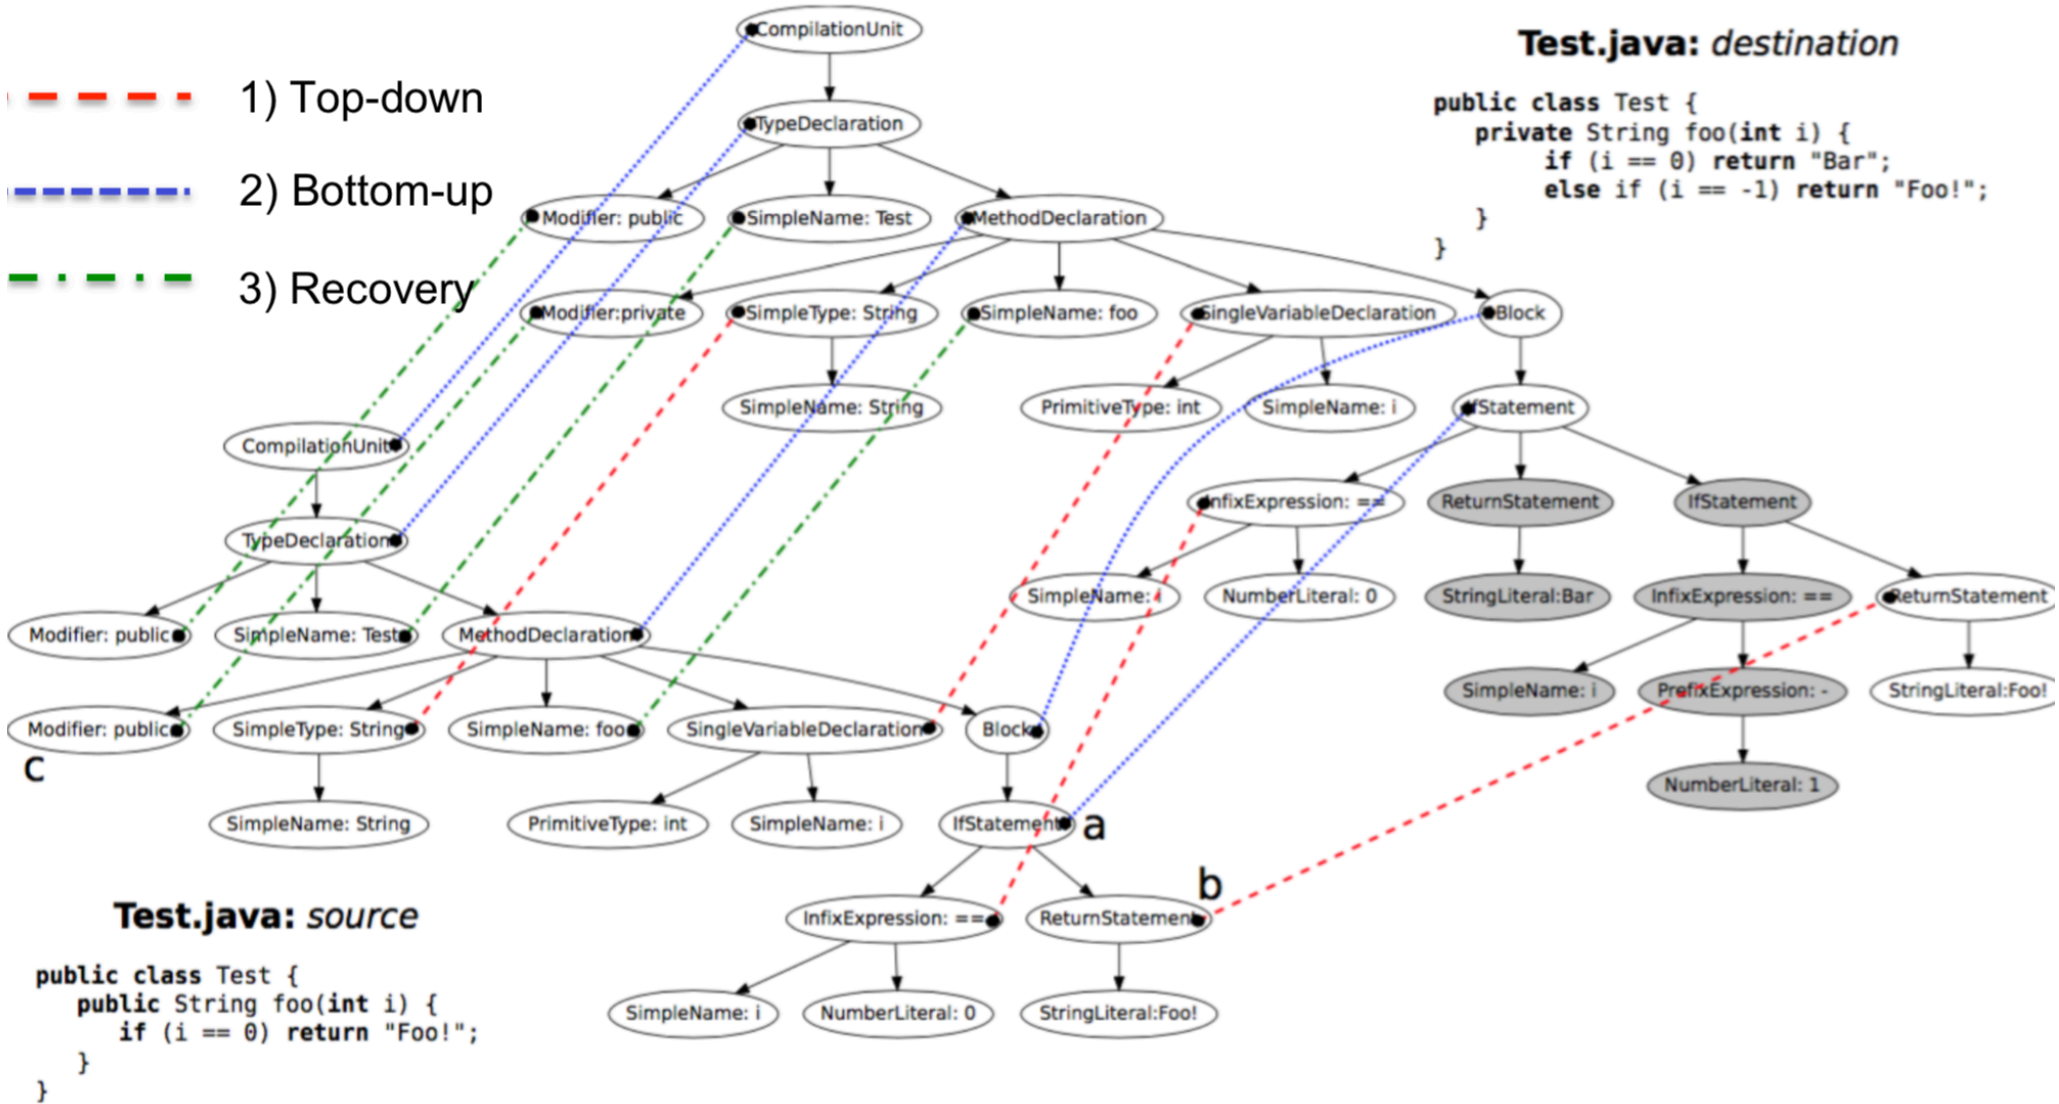 CompilationUnit
Test.java: destination
1) Top-down
public class Test {
TypeDeclaration
private String foo(int i) {
if (i == 0) return "Bar";
2) Bottom-up
else if (i == -1) return "Foo!";
Modifier: public
SimpleName: Test
MethodDeclaration
}
}
3) Recovery
Modifier:private
SimpleType: String
SimpleName: foo
SingleVariableDeclaration
Block
SimpleName: String
PrimitiveType: int
SimpleName: i
IfStatement
CompilationUnit
InfixExpression: ==
ReturnStatement
IfStatement
TypeDeclaration
SimpleName: i
NumberLiteral: 0
StringLiteral:Bar
InfixExpression: ==
ReturnStatement
Modifier: public
SimpleName: Test
MethodDeclaration
SimpleName: i
PrefixExpression: -
StringLiteral:Foo!
Modifier: public
SimpleType: String
SimpleName: foo
SingleVariableDeclaration
Block
c
NumberLiteral: 1
SimpleName: String
PrimitiveType: int
SimpleName: i
IfStatement
a
b
Test.java: source
InfixExpression: ==
ReturnStatement
public class Test {
public String foo(int i) {
SimpleName: i
NumberLiteral: 0
StringLiteral:Foo!
if (i == 0) return "Foo!";
}
}